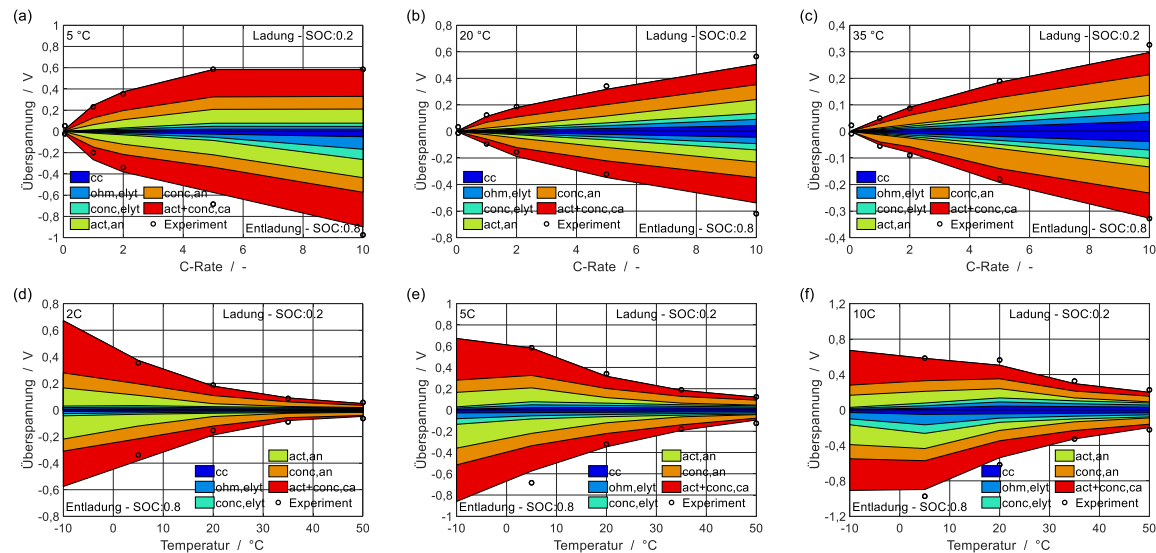 (a)
1
0,8
0,6
0,4
0,2
0
-0,2
-0,4
-0,6
-0,8
-1
Überspannung / V
5 °C
Ladung - SOC:0.2
cc
ohm,elyt
conc,an
conc,elyt
act+conc,ca
act,an
Experiment
Entladung - SOC:0.8
0 2 4 6 8 10
C-Rate / -
(b)
0,8
0,6
0,4
0,2
0
-0,2
-0,4
-0,6
-0,8
Überspannung / V
20 °C
Ladung - SOC:0.2
cc
ohm,elyt
conc,an
conc,elyt
act+conc,ca
act,an
Experiment
Entladung - SOC:0.8
0 2 4 6 8 10
C-Rate / -
(c)
0,4
0,3
0,2
0,1
0
-0,1
-0,2
-0,3
-0,4
Überspannung / V
35 °C
Ladung - SOC:0.2
cc
ohm,elyt
conc,an
conc,elyt
act+conc,ca
act,an
Experiment
Entladung - SOC:0.8
0 2 4 6 8 10
C-Rate / -
(d)
0,8
0,6
0,4
0,2
0
-0,2
-0,4
-0,6
-0,8
Überspannung / V
2C
Ladung - SOC:0.2
act,an
cc
conc,an
ohm,elyt
act+conc,ca
conc,elyt
Experiment
Entladung - SOC:0.8
-10 0 10 20 30 40 50
Temperatur / °C
(e)
1
0,8
0,6
0,4
0,2
0
-0,2
-0,4
-0,6
-0,8
-1
Überspannung / V
5C
Ladung - SOC:0.2
act,an
cc
conc,an
ohm,elyt
act+conc,ca
conc,elyt
Experiment
Entladung - SOC:0.8
-10 0 10 20 30 40 50
Temperatur / °C
(f)
1,2
0,8
0,4
0
-0,4
-0,8
-1,2
Überspannung / V
10C
Ladung - SOC:0.2
act,an
cc
conc,an
ohm,elyt
act+conc,ca
conc,elyt
Experiment
Entladung - SOC:0.8
-10 0 10 20 30 40 50
Temperatur / °C